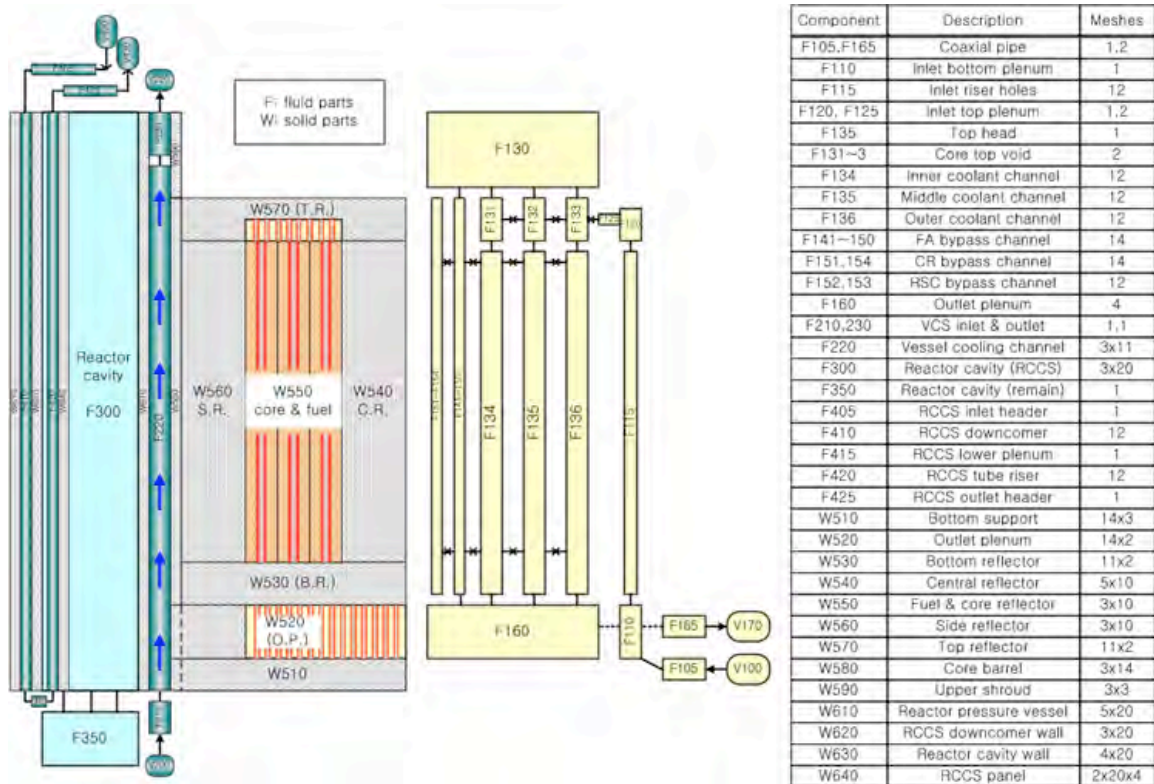 F: fluid parts
W: solid parts
W570 (T.R.)
Reactor
cavity
F300
F220
W560
S.R.
W550
core & fuel
W540
C.R.
W530 (B.R.)
W520
(O.P.)
W510
F350
F130
F131
F132
F133
F134
F135
F136
F115
F160
F110
F165
V170
F105
V100
Component Description Meshes
F105,F165 Coaxial pipe 1,2
F110 Inlet bottom plenum 1
F115 Inlet riser holes 12
F120, F125 Inlet top plenum 1,2
F135 Top head 1
F131~3 Core top void 2
F134 Inner coolant channel 12
F135 Middle coolant channel 12
F136 Outer coolant channel 12
F141~150 FA bypass channel 14
F151,154 CR bypass channel 14
F152,153 RSC bypass channel 12
F160 Outlet plenum 4
F210,230 VCS inlet & outlet 1,1
F220 Vessel cooling channel 3x11
F300 Reactor cavity (RCCS) 3x20
F350 Reactor cavity (remain) 1
F405 RCCS inlet header 1
F410 RCCS downcomer 12
F415 RCCS lower plenum 1
F420 RCCS tube riser 12
F425 RCCS outlet header 1
W510 Bottom support 14x3
W520 Outlet plenum 14x2
W530 Bottom reflector 11x2
W540 Central reflector 5x10
W550 Fuel & core reflector 3x10
W560 Side reflector 3x10
W570 Top reflector 11x2
W580 Core barrel 3x14
W590 Upper shroud 3x3
W610 Reactor pressure vessel 5x20
W620 RCCS downcomer wall 3x20
W630 Reactor cavity wall 4x20
W640 RCCS panel 2x20x4